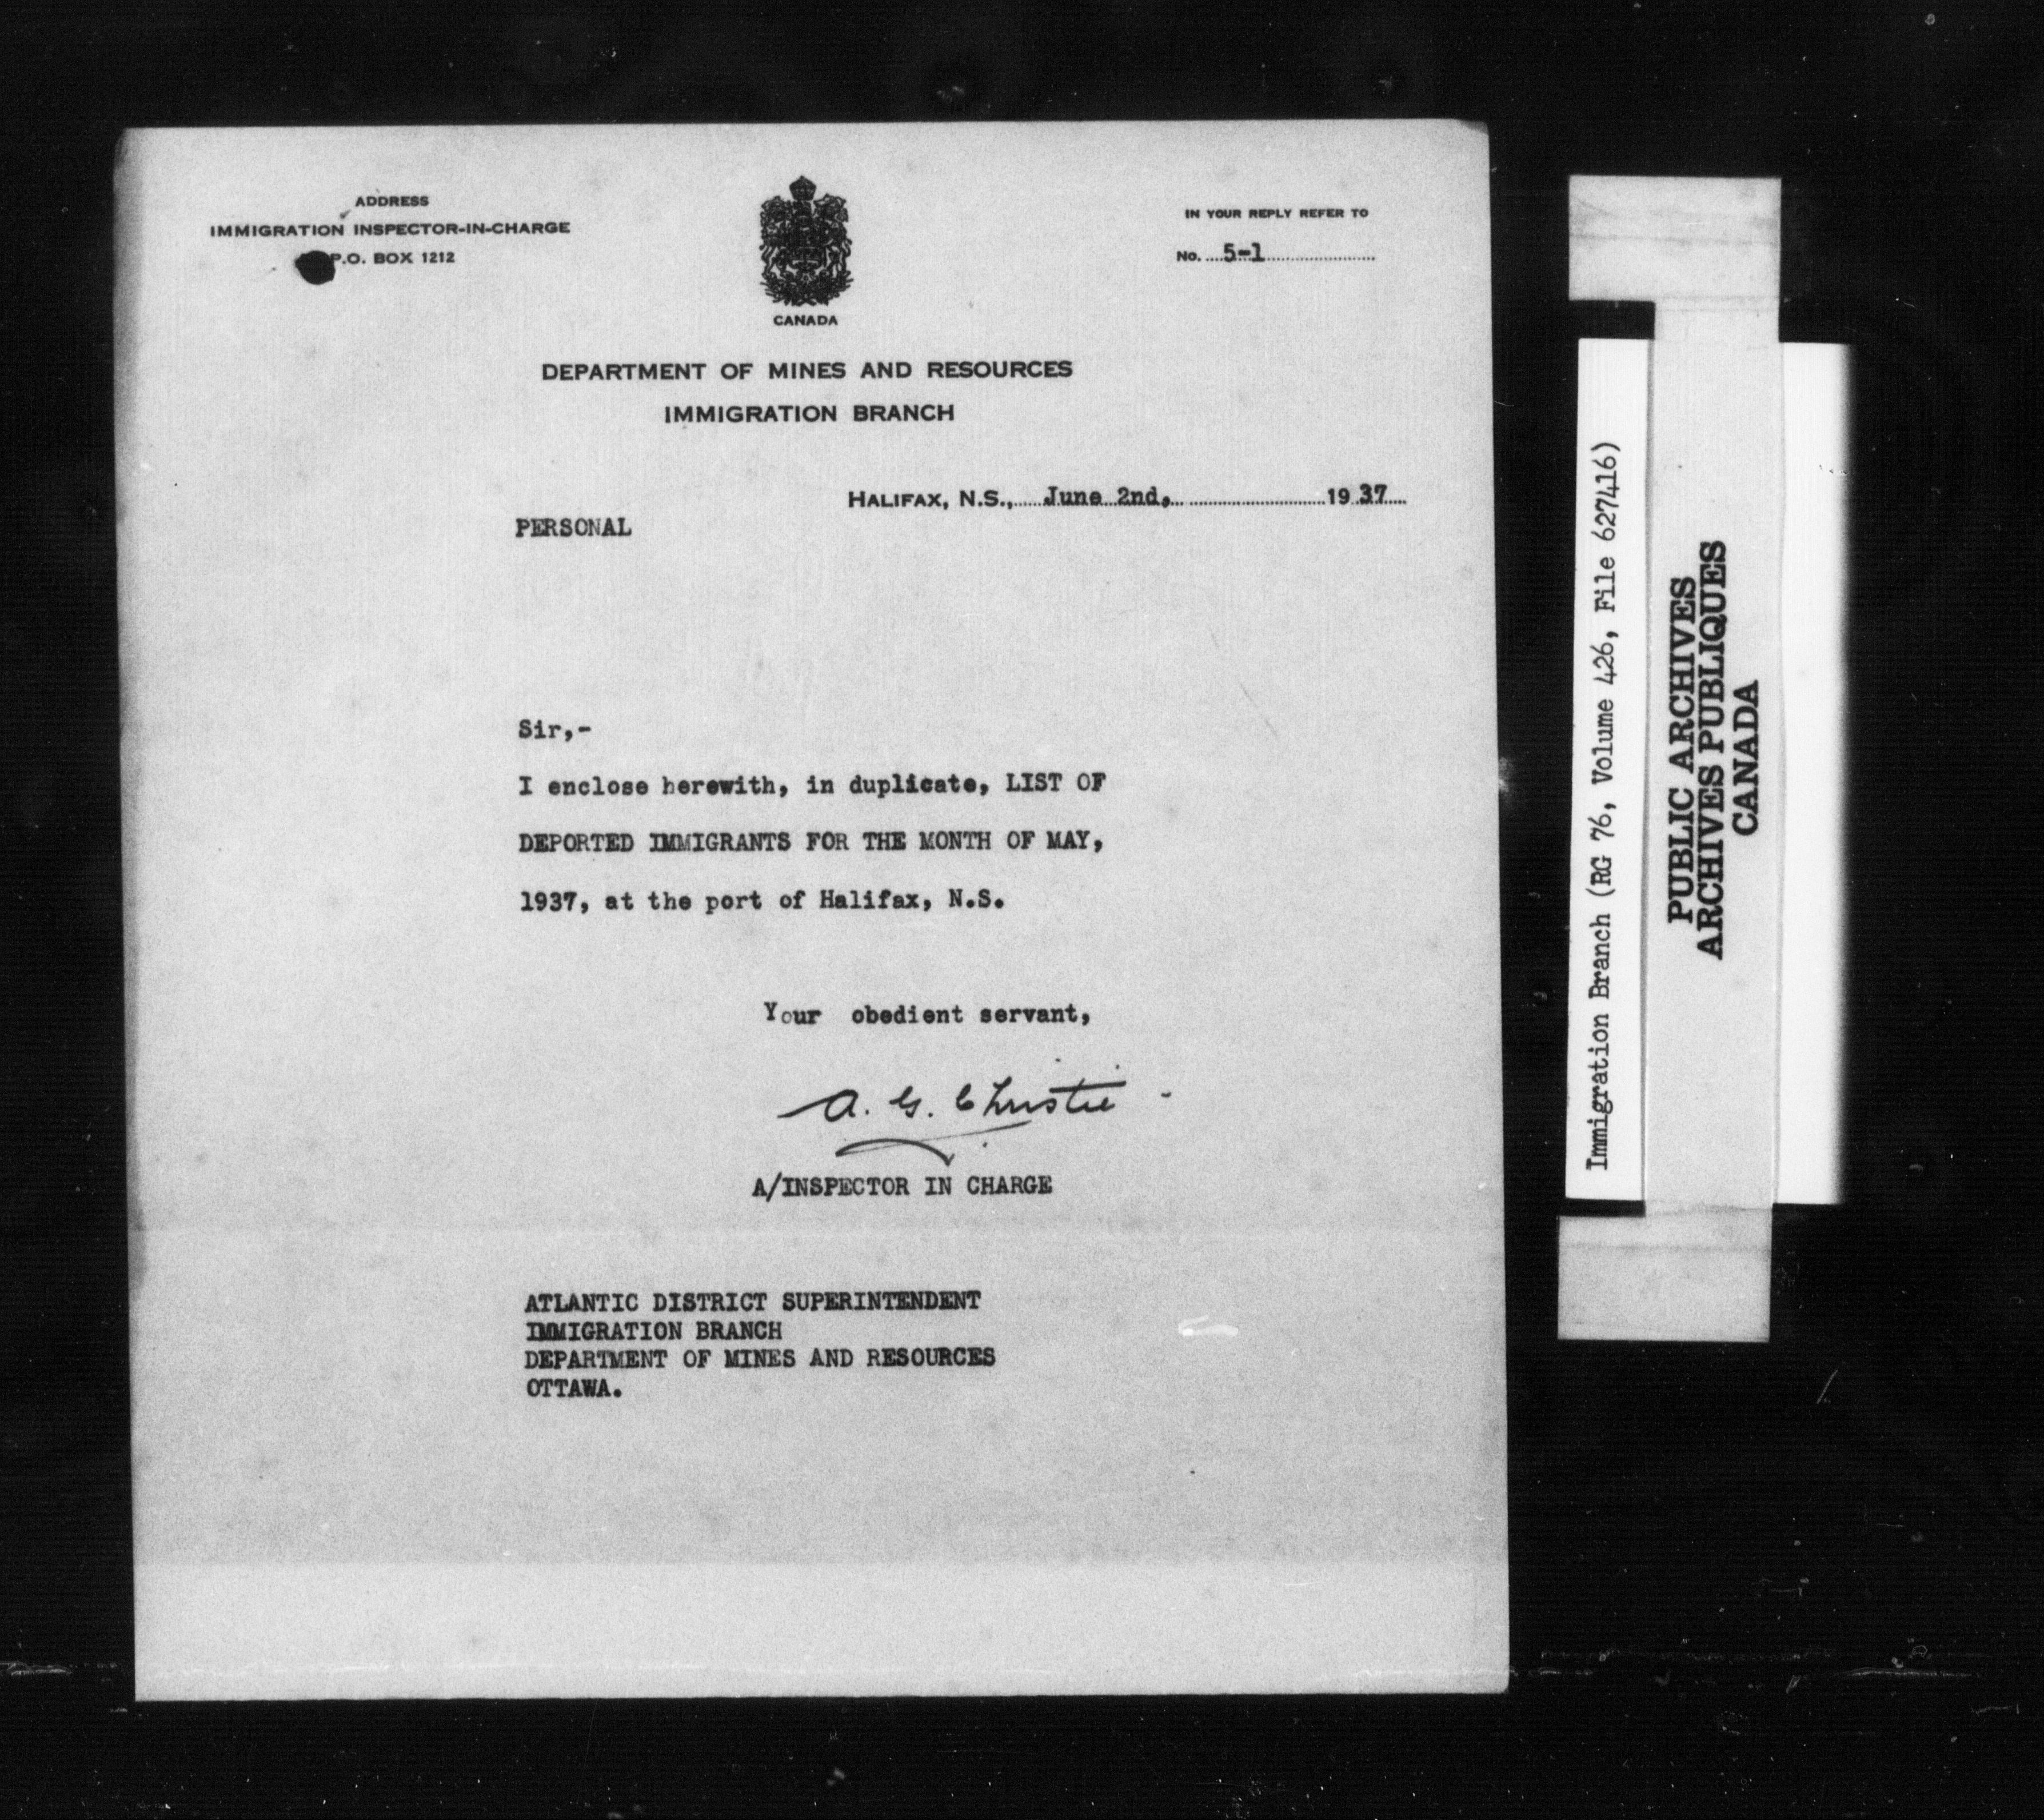 ADDRESS
IMMIGRATION INSPECTOR-IN-CHARGE
P.O. BOX 1212
CANADA
IN YOUR REPLY REFER TO
No. 5-1
DEPARTMENT OF MINES AND RESOURCES
IMMIGRATION BRANCH
HALIFAX, N.S., June 2nd, 1937
PERSONAL
Sir,-
I enclose herewith, in duplicate, LIST OF
DEPORTED IMMIGRANTS FOR THE MONTH OF MAY,
1937, at the port of Halifax, N.S.
Your obedient servant,
A. G. Christie
A/INSPECTOR IN CHARGE
ATLANTIC DISTRICT SUPERINTENDENT
IMMIGRATION BRANCH
DEPARTMENT OF MINES AND RESOURCES
OTTAWA.
Immigration Branch (RG 76, Volume 426, File 627416)
PUBLIC ARCHIVES
ARCHIVES PUBLIQUES
CANADA